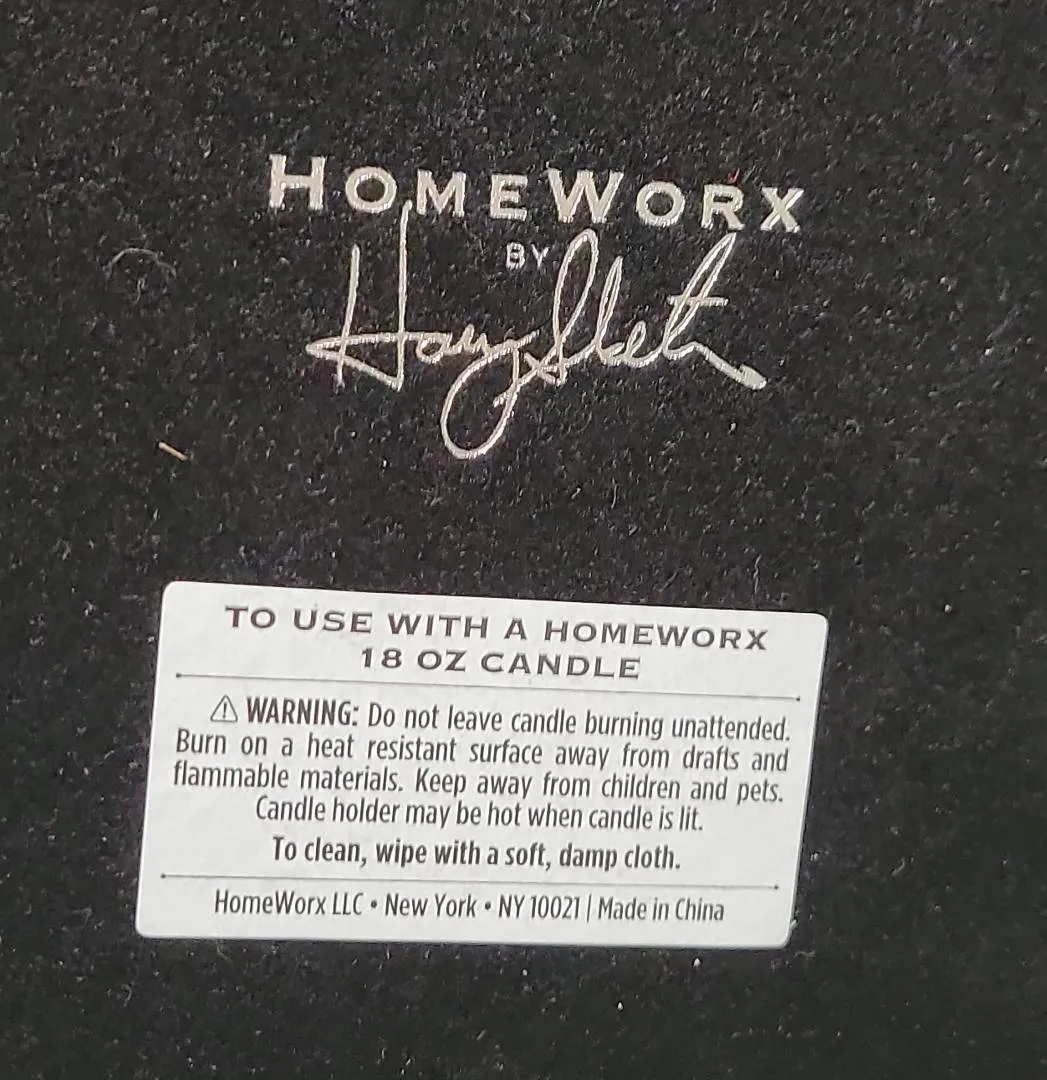 HOMEWORX
BY
Harry Slatkin
TO USE WITH A HOMEWORX
18 OZ CANDLE
⚠ WARNING: Do not leave candle burning unattended.
Burn on a heat resistant surface away from drafts and
flammable materials. Keep away from children and pets.
Candle holder may be hot when candle is lit.
To clean, wipe with a soft, damp cloth.
HomeWorx LLC • New York • NY 10021 | Made in China